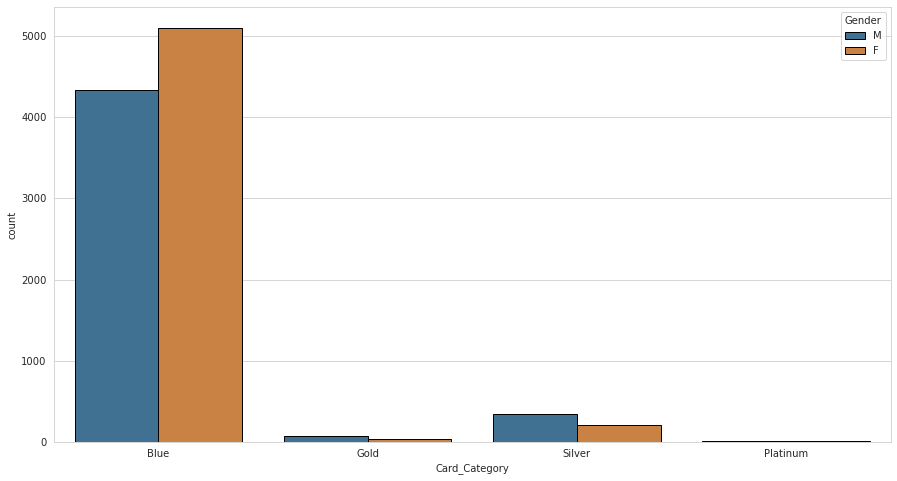 Gender
M
F
5000
4000
3000
2000
1000
0
count
Blue Gold Silver Platinum
Card_Category